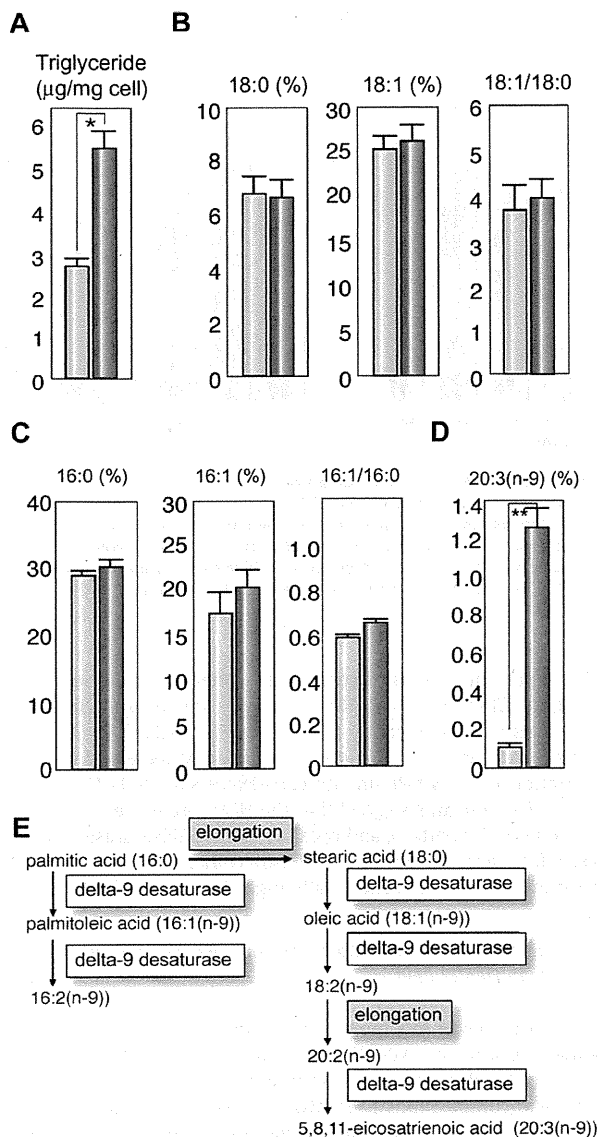 A
B
Triglyceride
(μg/mg cell)
18:0 (%)
18:1 (%)
18:1/18:0
6
5
4
3
2
1
0
*
10
8
6
4
2
0
30
25
20
15
10
5
0
6
5
4
3
2
1
0
C
D
16:0 (%)
16:1 (%)
16:1/16:0
20:3(n-9) (%)
40
30
20
10
0
30
25
20
15
10
5
0
1.0
0.8
0.6
0.4
0.2
0
1.4
1.2
1.0
0.8
0.6
0.4
0.2
0
**
E
elongation
palmitic acid (16:0)
stearic acid (18:0)
delta-9 desaturase
delta-9 desaturase
palmitoleic acid (16:1(n-9))
oleic acid (18:1(n-9))
delta-9 desaturase
delta-9 desaturase
16:2(n-9))
18:2(n-9)
elongation
20:2(n-9)
delta-9 desaturase
5,8,11-eicosatrienoic acid (20:3(n-9))